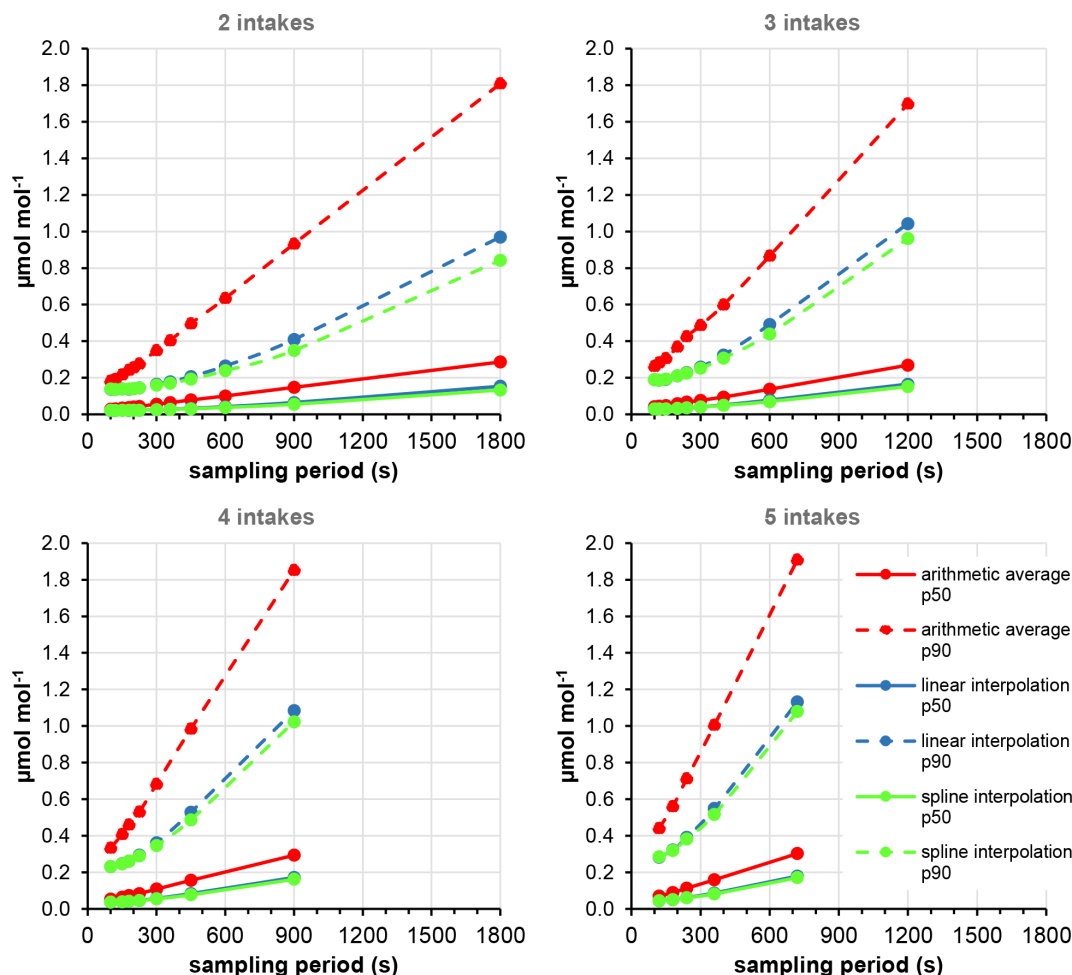 2 intakes
µmol mol-1
2.0
1.8
1.6
1.4
1.2
1.0
0.8
0.6
0.4
0.2
0.0
0 300 600 900 1200 1500 1800
sampling period (s)
3 intakes
µmol mol-1
2.0
1.8
1.6
1.4
1.2
1.0
0.8
0.6
0.4
0.2
0.0
0 300 600 900 1200 1500 1800
sampling period (s)
4 intakes
µmol mol-1
2.0
1.8
1.6
1.4
1.2
1.0
0.8
0.6
0.4
0.2
0.0
0 300 600 900 1200 1500 1800
sampling period (s)
5 intakes
µmol mol-1
2.0
1.8
1.6
1.4
1.2
1.0
0.8
0.6
0.4
0.2
0.0
0 300 600 900 1200 1500 1800
sampling period (s)
arithmetic average
p50
arithmetic average
p90
linear interpolation
p50
linear interpolation
p90
spline interpolation
p50
spline interpolation
p90